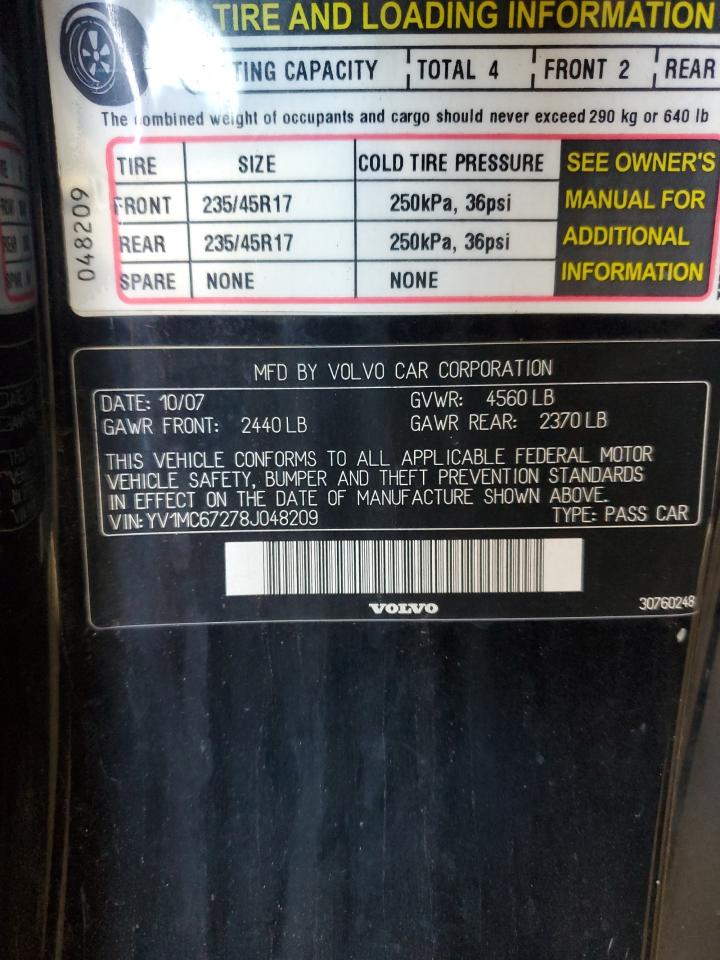 TIRE AND LOADING INFORMATION
CAPACITY TOTAL 4 FRONT 2 REAR
The combined weight of occupants and cargo should never exceed 290 kg or 640 lb
TIRE SIZE COLD TIRE PRESSURE SEE OWNER'S
FRONT 235/45R17 250kPa, 36psi MANUAL FOR
REAR 235/45R17 250kPa, 36psi ADDITIONAL
SPARE NONE NONE INFORMATION
048209
MFD BY VOLVO CAR CORPORATION
DATE: 10/07 GVWR: 4560 LB
GAWR FRONT: 2440 LB GAWR REAR: 2370 LB
THIS VEHICLE CONFORMS TO ALL APPLICABLE FEDERAL MOTOR
VEHICLE SAFETY, BUMPER AND THEFT PREVENTION STANDARDS
IN EFFECT ON THE DATE OF MANUFACTURE SHOWN ABOVE.
VIN: YV1MC67278J048209 TYPE: PASS CAR
VOLVO 30760248